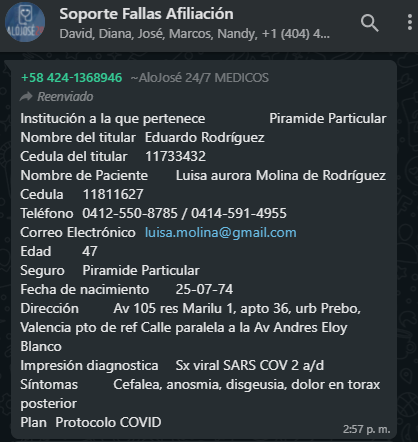 Soporte Fallas Afiliación
David, Diana, José, Marcos, Nandy, +1 (404) 4...
+58 424-1368946 ~AloJosé 24/7 MEDICOS
Reenviado
Institución a la que pertenece Piramide Particular
Nombre del titular Eduardo Rodríguez
Cedula del titular 11733432
Nombre de Paciente Luisa aurora Molina de Rodríguez
Cedula 11811627
Teléfono 0412-550-8785 / 0414-591-4955
Correo Electrónico luisa.molina@gmail.com
Edad 47
Seguro Piramide Particular
Fecha de nacimiento 25-07-74
Dirección Av 105 res Marilu 1, apto 36, urb Prebo,
Valencia pto de ref Calle paralela a la Av Andres Eloy
Blanco
Impresión diagnostica Sx viral SARS COV 2 a/d
Síntomas Cefalea, anosmia, disgeusia, dolor en torax
posterior
Plan Protocolo COVID
2:57 p. m.